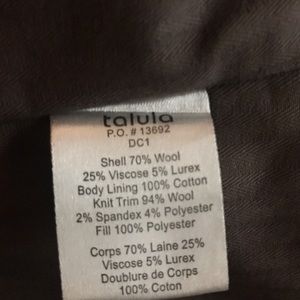 talula
P.O. # 13692
DC1
Shell 70% Wool
25% Viscose 5% Lurex
Body Lining 100% Cotton
Knit Trim 94% Wool
2% Spandex 4% Polyester
Fill 100% Polyester
Corps 70% Laine 25%
Viscose 5% Lurex
Doublure de Corps
100% Coton